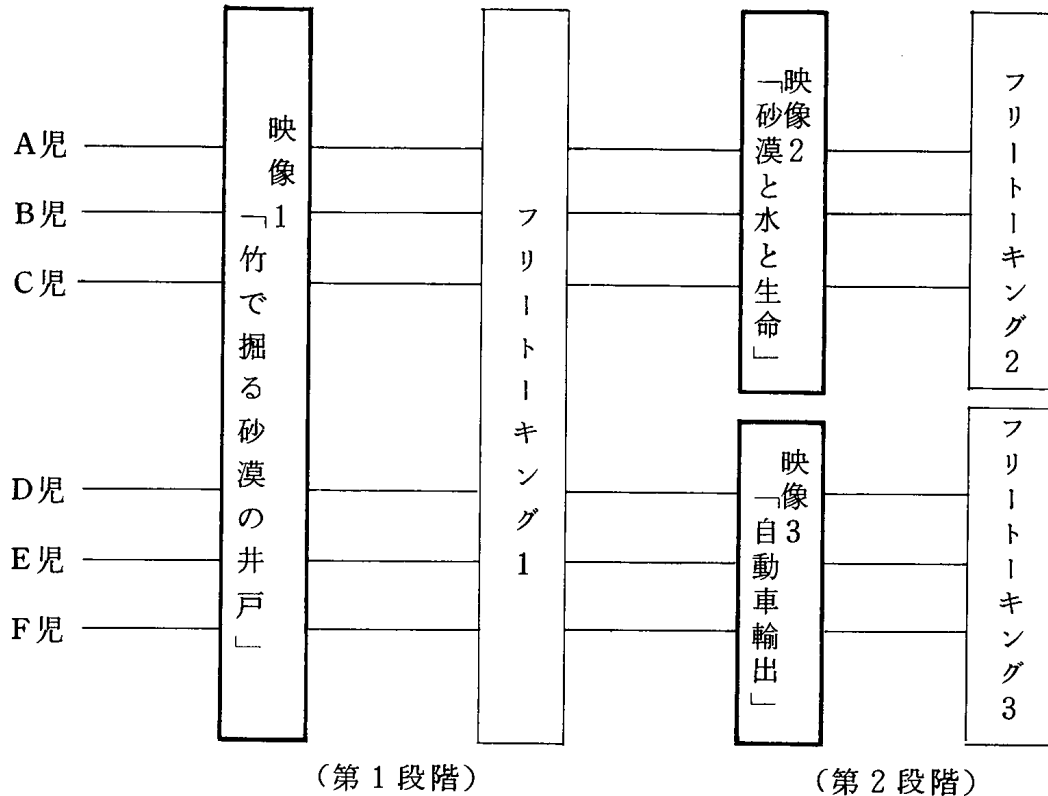 A児
B児
C児
D児
E児
F児
映像1
「竹で掘る砂漠の井戸」
フリートーキング1
映像2
「砂漠と水と生命」
フリートーキング2
映像3
「自動車輸出」
フリートーキング3
(第1段階)
(第2段階)